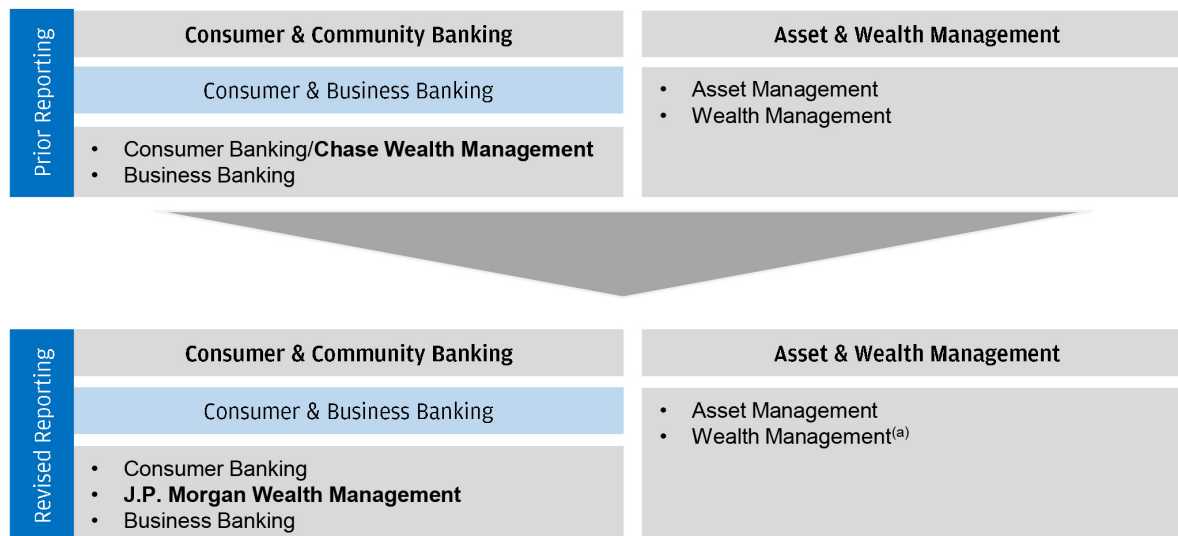 Prior Reporting
Consumer & Community Banking
Consumer & Business Banking
• Consumer Banking/Chase Wealth Management
• Business Banking
Asset & Wealth Management
• Asset Management
• Wealth Management
Revised Reporting
Consumer & Community Banking
Consumer & Business Banking
• Consumer Banking
• J.P. Morgan Wealth Management
• Business Banking
Asset & Wealth Management
• Asset Management
• Wealth Management(a)